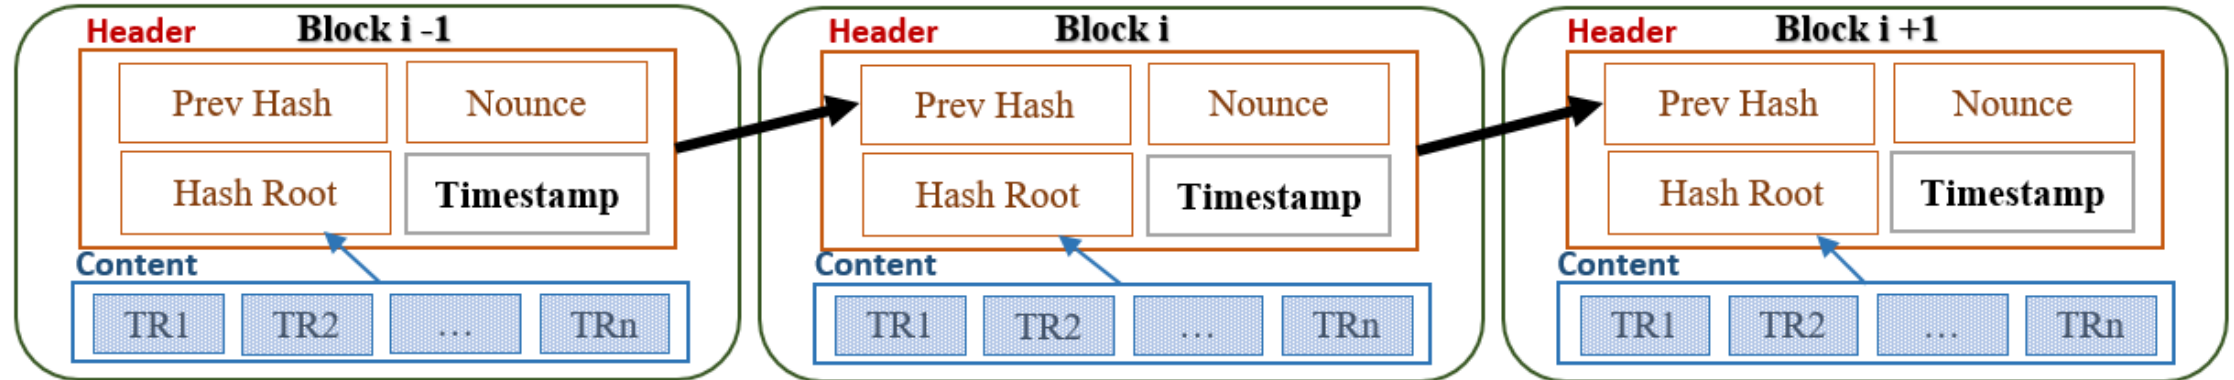 Header Block i -1
Prev Hash Nounce
Hash Root Timestamp
Content
TR1 TR2 ... TRn
Header Block i
Prev Hash Nounce
Hash Root Timestamp
Content
TR1 TR2 ... TRn
Header Block i +1
Prev Hash Nounce
Hash Root Timestamp
Content
TR1 TR2 ... TRn